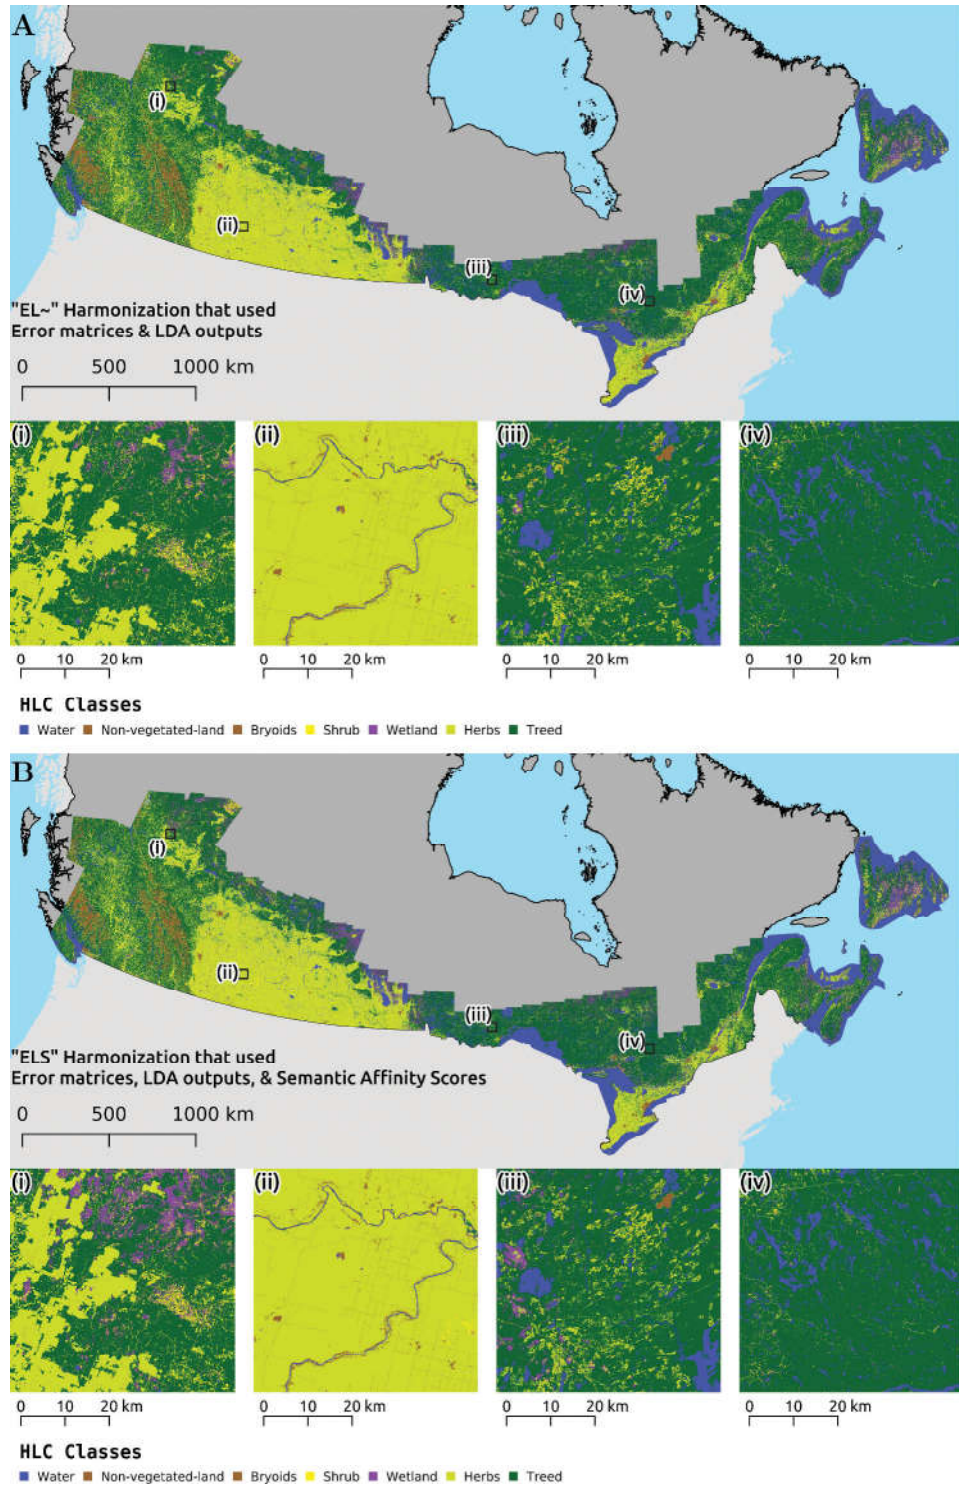 A
(i)
(ii)
(iii)
(iv)
"EL~" Harmonization that used
Error matrices & LDA outputs
0 500 1000 km
(i) (ii) (iii) (iv)
0 10 20 km 0 10 20 km 0 10 20 km 0 10 20 km
HLC Classes
Water Non-vegetated-land Bryoids Shrub Wetland Herbs Treed
B
(i)
(ii)
(iii)
(iv)
"ELS" Harmonization that used
Error matrices, LDA outputs, & Semantic Affinity Scores
0 500 1000 km
(i) (ii) (iii) (iv)
0 10 20 km 0 10 20 km 0 10 20 km 0 10 20 km
HLC Classes
Water Non-vegetated-land Bryoids Shrub Wetland Herbs Treed